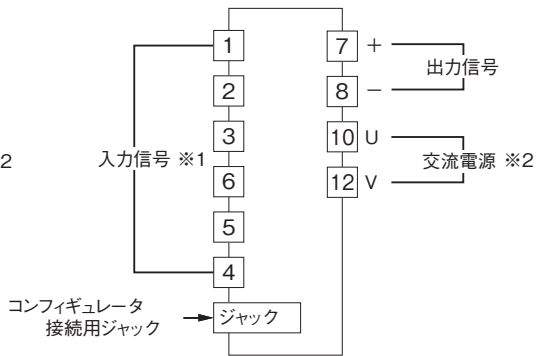 1
2
3
6
5
4
ジャック
7 +
8 −
10 U
12 V
出力信号
交流電源 ※2
入力信号 ※1
2
コンフィギュレータ
接続用ジャック